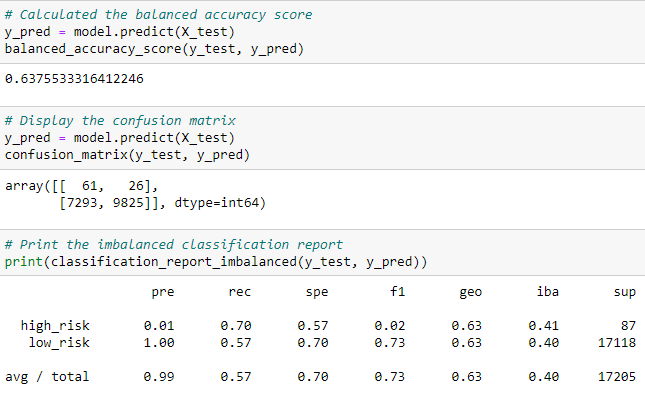 # Calculated the balanced accuracy score
y_pred = model.predict(X_test)
balanced_accuracy_score(y_test, y_pred)
0.6375533316412246
# Display the confusion matrix
y_pred = model.predict(X_test)
confusion_matrix(y_test, y_pred)
array([[  61,   26],
       [7293, 9825]], dtype=int64)
# Print the imbalanced classification report
print(classification_report_imbalanced(y_test, y_pred))
pre rec spe f1 geo iba sup
high_risk 0.01 0.70 0.57 0.02 0.63 0.41 87
low_risk 1.00 0.57 0.70 0.73 0.63 0.40 17118
avg / total 0.99 0.57 0.70 0.73 0.63 0.40 17205